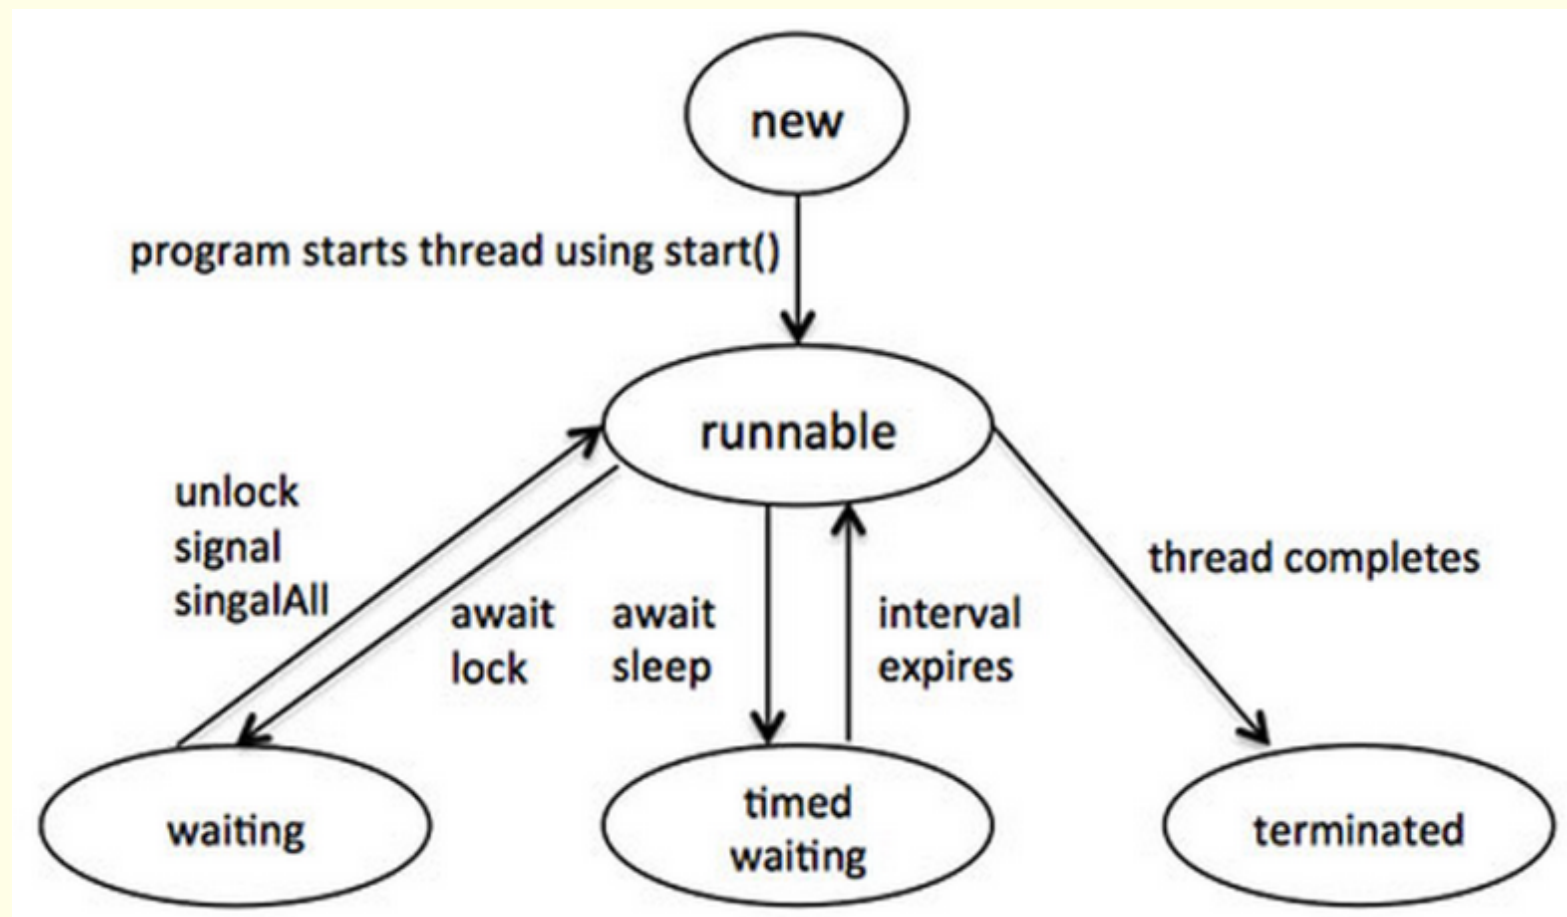 new
program starts thread using start()
runnable
unlock
signal
singalAll
await
lock
await
sleep
interval
expires
thread completes
waiting
timed
waiting
terminated